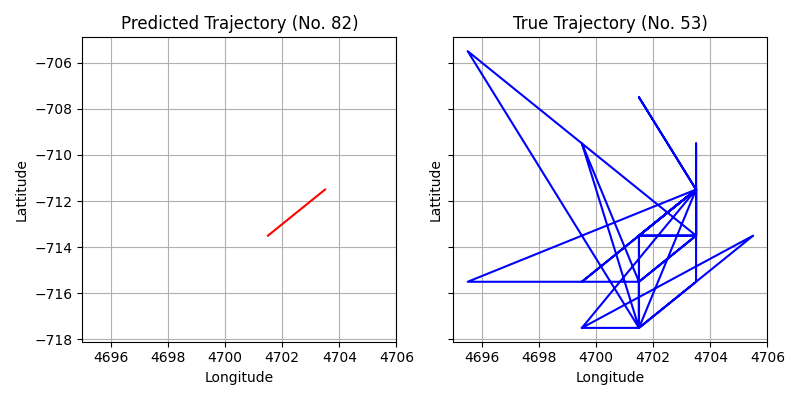 Predicted Trajectory (No. 82)
True Trajectory (No. 53)
−706
−708
−710
−712
−714
−716
−718
Lattitude
Lattitude
4696 4698 4700 4702 4704 4706
4696 4698 4700 4702 4704 4706
Longitude
Longitude